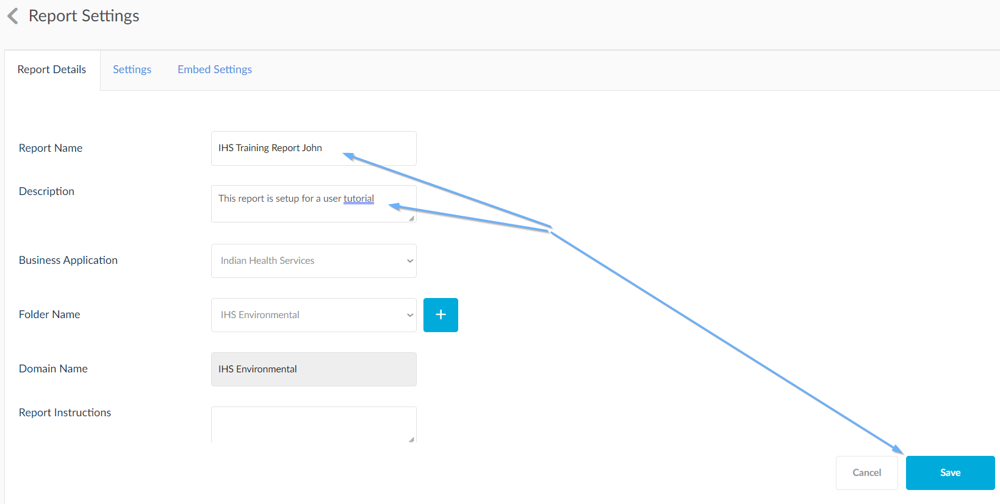 Report Settings
Report Details
Settings
Embed Settings
Report Name
IHS Training Report John
Description
This report is setup for a user tutorial
Business Application
Indian Health Services
Folder Name
IHS Environmental
+
Domain Name
IHS Environmental
Report Instructions
Cancel
Save